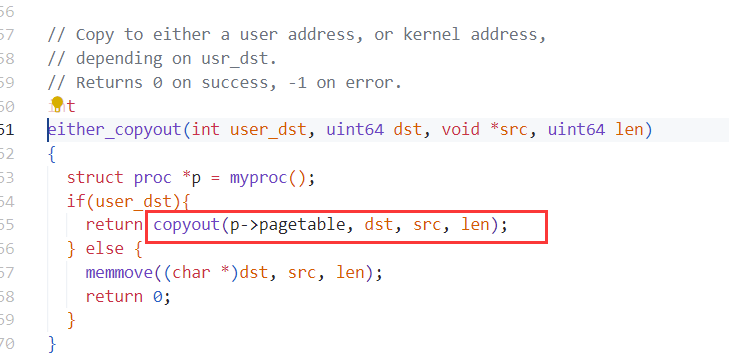 56
57 // Copy to either a user address, or kernel address,
58 // depending on usr_dst.
59 // Returns 0 on success, -1 on error.
60 int
61 either_copyout(int user_dst, uint64 dst, void *src, uint64 len)
62 {
63 struct proc *p = myproc();
64 if(user_dst){
65 return copyout(p->pagetable, dst, src, len);
66 } else {
67 memmove((char *)dst, src, len);
68 return 0;
69 }
70 }